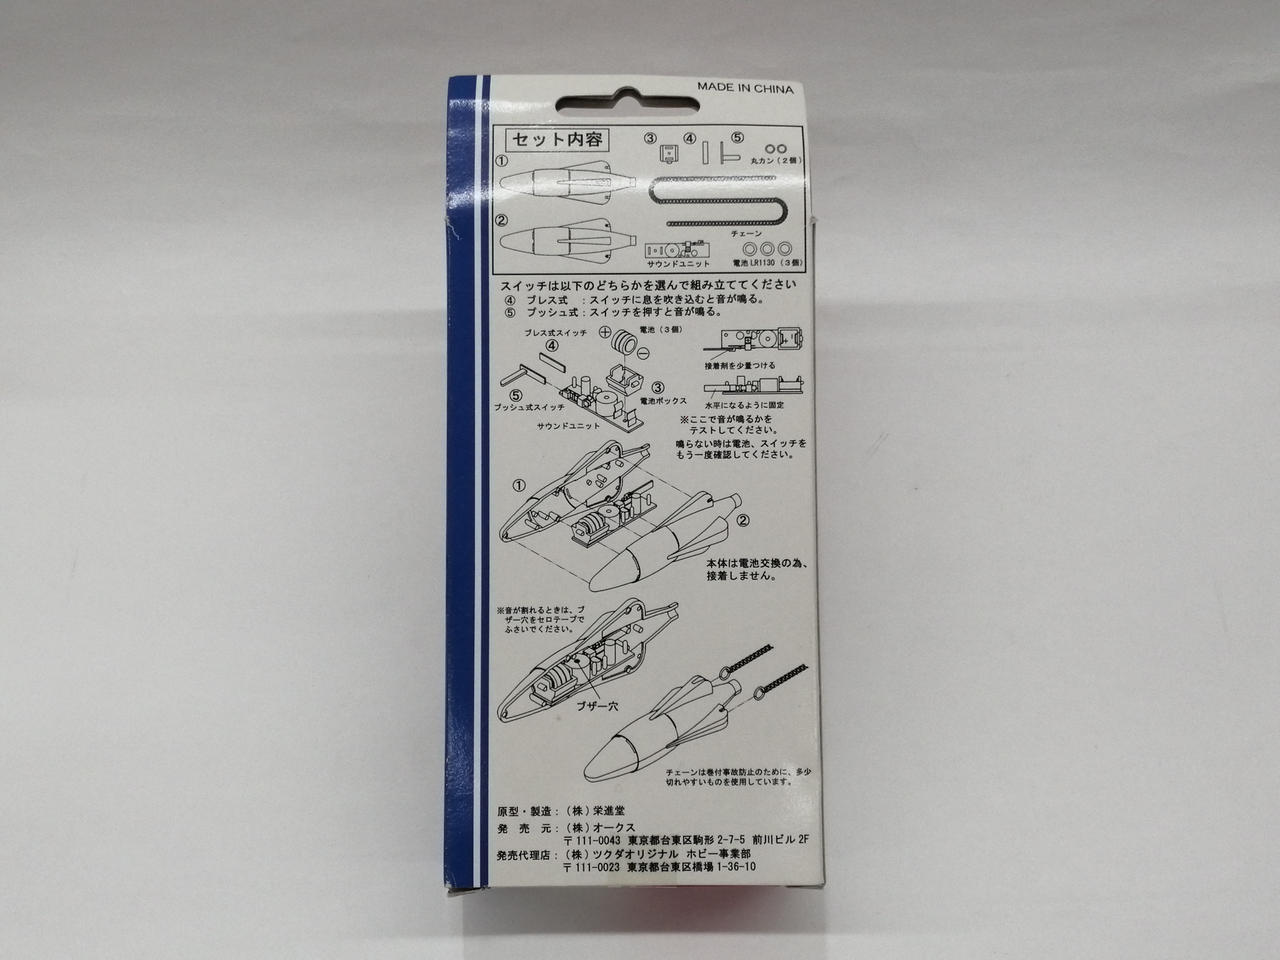 MADE IN CHINA
セット内容
③ ④ ⑤
丸カン（2個）
①
②
チェーン
サウンドユニット
電池 LR1130（3個）
スイッチは以下のどちらかを選んで組み立ててください
④ ブレス式 ：スイッチに息を吹き込むと音が鳴る。
⑤ プッシュ式：スイッチを押すと音が鳴る。
ブレス式スイッチ
④
＋ 電池（3個）
−
接着剤を少量つける
③
電池ボックス
⑤
プッシュ式スイッチ
サウンドユニット
水平になるように固定
※ここで音が鳴るかを
テストしてください。
鳴らない時は電池、スイッチを
もう一度確認してください。
①
②
本体は電池交換の為、
接着しません。
※音が割れるときは、ブ
ザー穴をセロテープで
ふさいでください。
ブザー穴
チェーンは巻付事故防止のために、多少
切れやすいものを使用しています。
原型・製造：（株）栄進堂
発 売 元：（株）オークス
〒111-0043 東京都台東区駒形 2-7-5 前川ビル 2F
発売代理店：（株）ツクダオリジナル ホビー事業部
〒111-0023 東京都台東区橋場 1-36-10